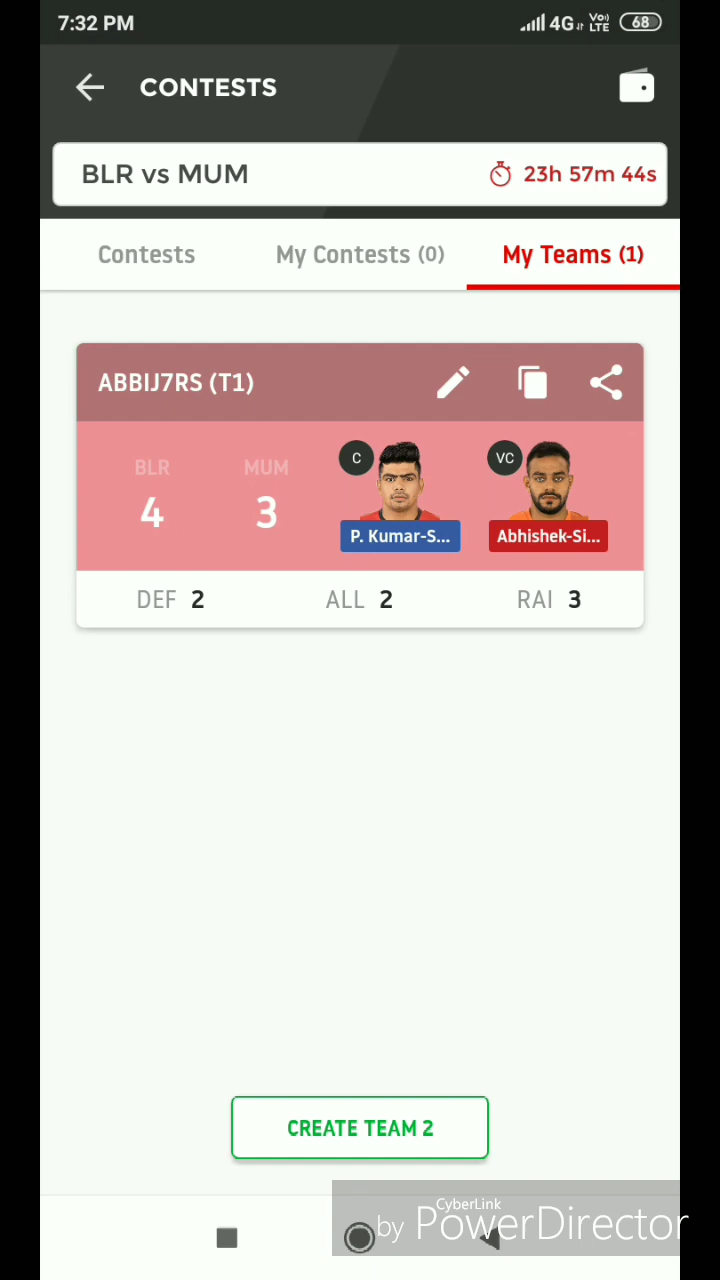 7:32 PM 4G VoI) LTE 68
CONTESTS
BLR vs MUM 23h 57m 44s
Contests My Contests (0) My Teams (1)
ABBIJ7RS (T1)
BLR MUM C VC
4 3
P. Kumar-S... Abhishek-Si...
DEF 2 ALL 2 RAI 3
CREATE TEAM 2
CyberLink
by PowerDirector